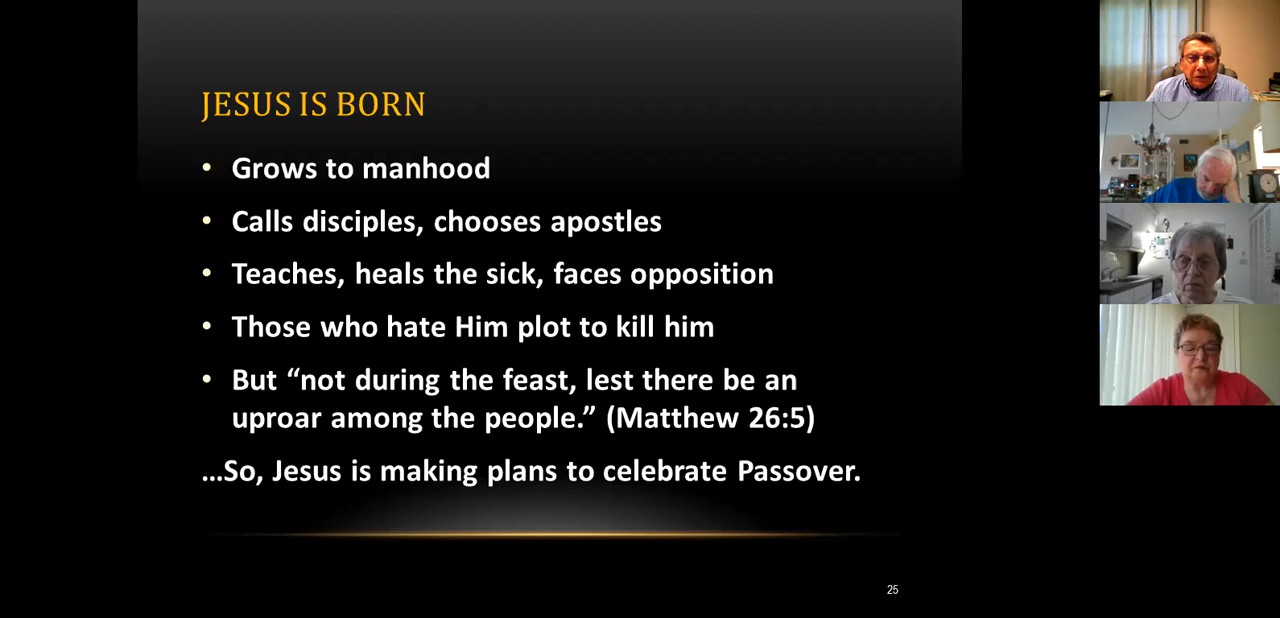 JESUS IS BORN
• Grows to manhood
• Calls disciples, chooses apostles
• Teaches, heals the sick, faces opposition
• Those who hate Him plot to kill him
• But “not during the feast, lest there be an
uproar among the people.” (Matthew 26:5)
…So, Jesus is making plans to celebrate Passover.
25